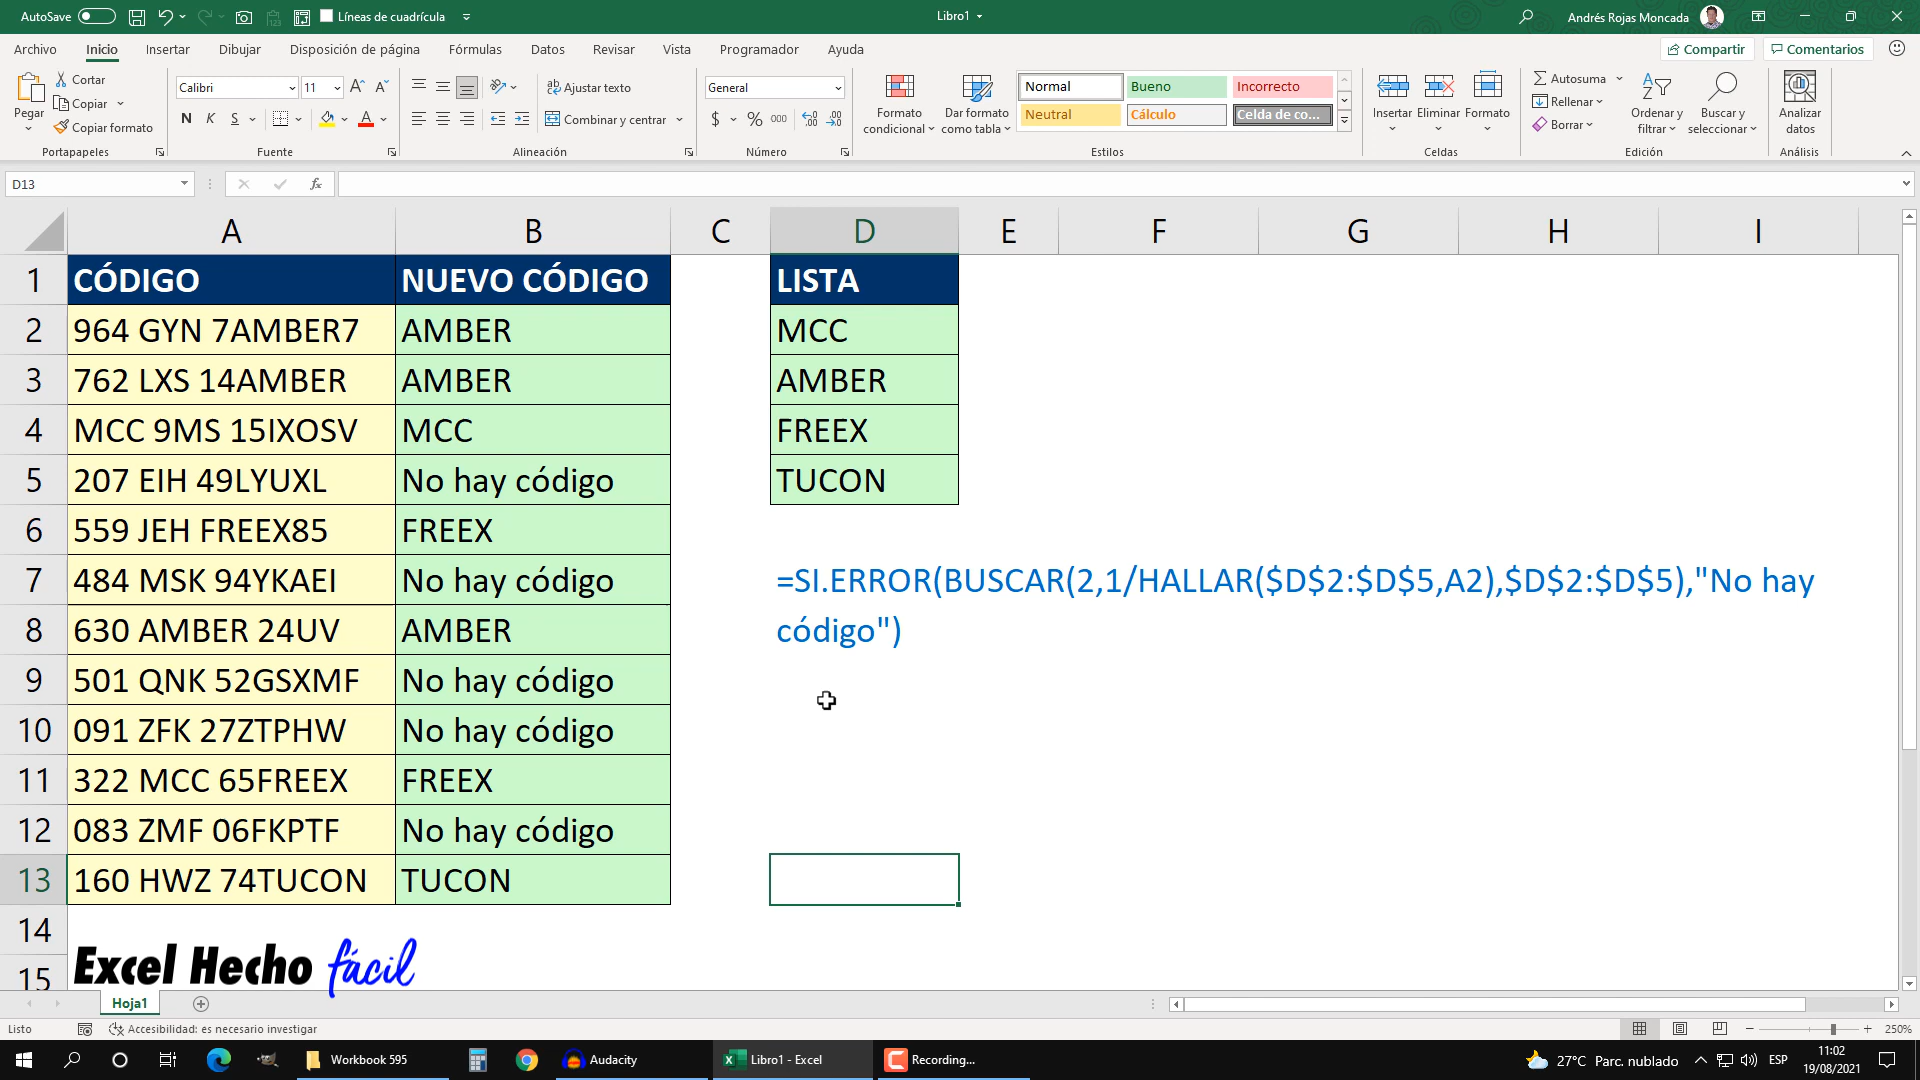 AutoSave
Líneas de cuadrícula
Libro1
Andrés Rojas Moncada
Archivo Inicio Insertar Dibujar Disposición de página Fórmulas Datos Revisar Vista Programador Ayuda
Compartir Comentarios
Pegar
Cortar
Copiar
Copiar formato
Portapapeles
Calibri 11
N K S
Fuente
Ajustar texto
Combinar y centrar
Alineación
General
$ % 000
Número
Formato condicional
Dar formato como tabla
Normal Bueno Incorrecto
Neutral Cálculo Celda de co...
Estilos
Insertar Eliminar Formato
Celdas
Autosuma
Rellenar
Borrar
Ordenar y filtrar
Buscar y seleccionar
Edición
Analizar datos
Análisis
D13
fx
A B C D E F G H I
1 CÓDIGO NUEVO CÓDIGO LISTA
2 964 GYN 7AMBER7 AMBER MCC
3 762 LXS 14AMBER AMBER AMBER
4 MCC 9MS 15IXOSV MCC FREEX
5 207 EIH 49LYUXL No hay código TUCON
6 559 JEH FREEX85 FREEX
7 484 MSK 94YKAEI No hay código =SI.ERROR(BUSCAR(2,1/HALLAR($D$2:$D$5,A2),$D$2:$D$5),"No hay
8 630 AMBER 24UV AMBER código")
9 501 QNK 52GSXMF No hay código
10 091 ZFK 27ZTPHW No hay código
11 322 MCC 65FREEX FREEX
12 083 ZMF 06FKPTF No hay código
13 160 HWZ 74TUCON TUCON
14
Excel Hecho fácil
15
Hoja1
Listo
Accesibilidad: es necesario investigar
250%
Workbook 595
Audacity
Libro1 - Excel
Recording...
27°C Parc. nublado
ESP
11:02
19/08/2021